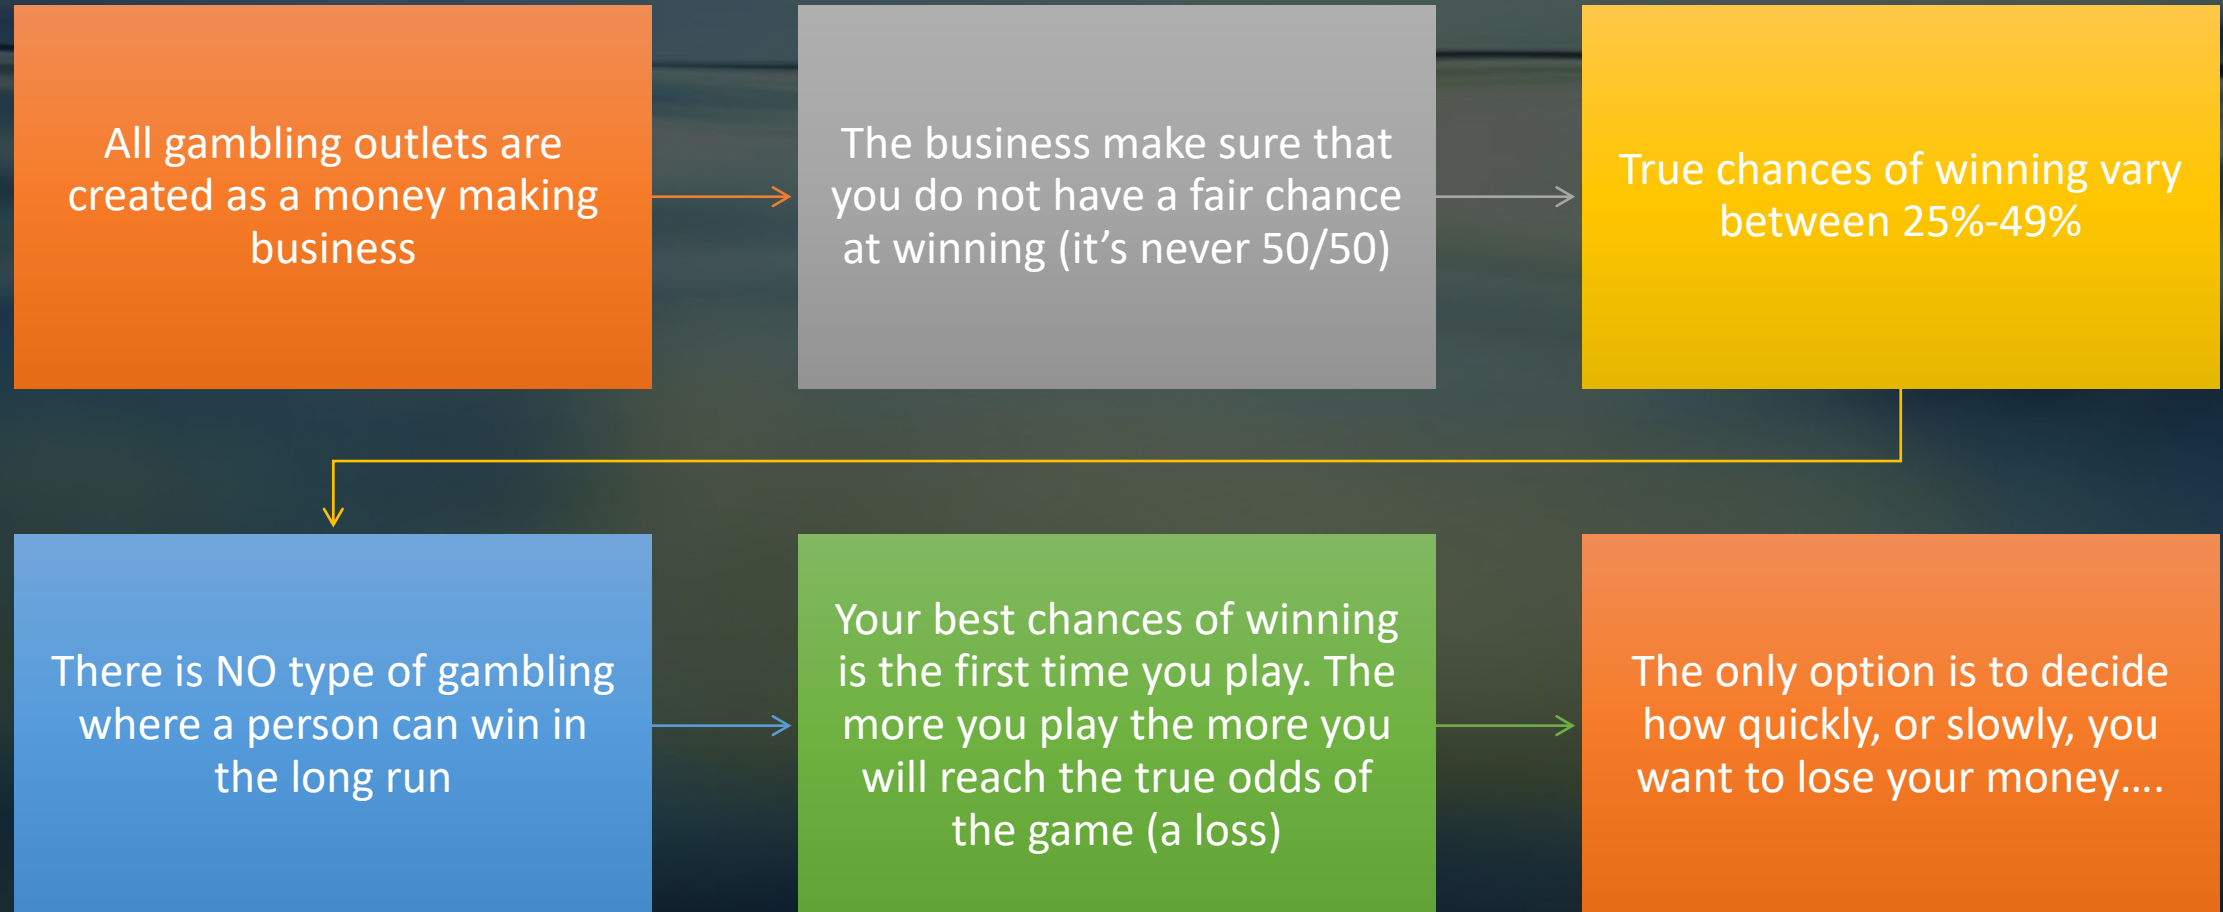 All gambling outlets are
created as a money making
business
The business make sure that
you do not have a fair chance
at winning (it’s never 50/50)
True chances of winning vary
between 25%-49%
There is NO type of gambling
where a person can win in
the long run
Your best chances of winning
is the first time you play. The
more you play the more you
will reach the true odds of
the game (a loss)
The only option is to decide
how quickly, or slowly, you
want to lose your money….